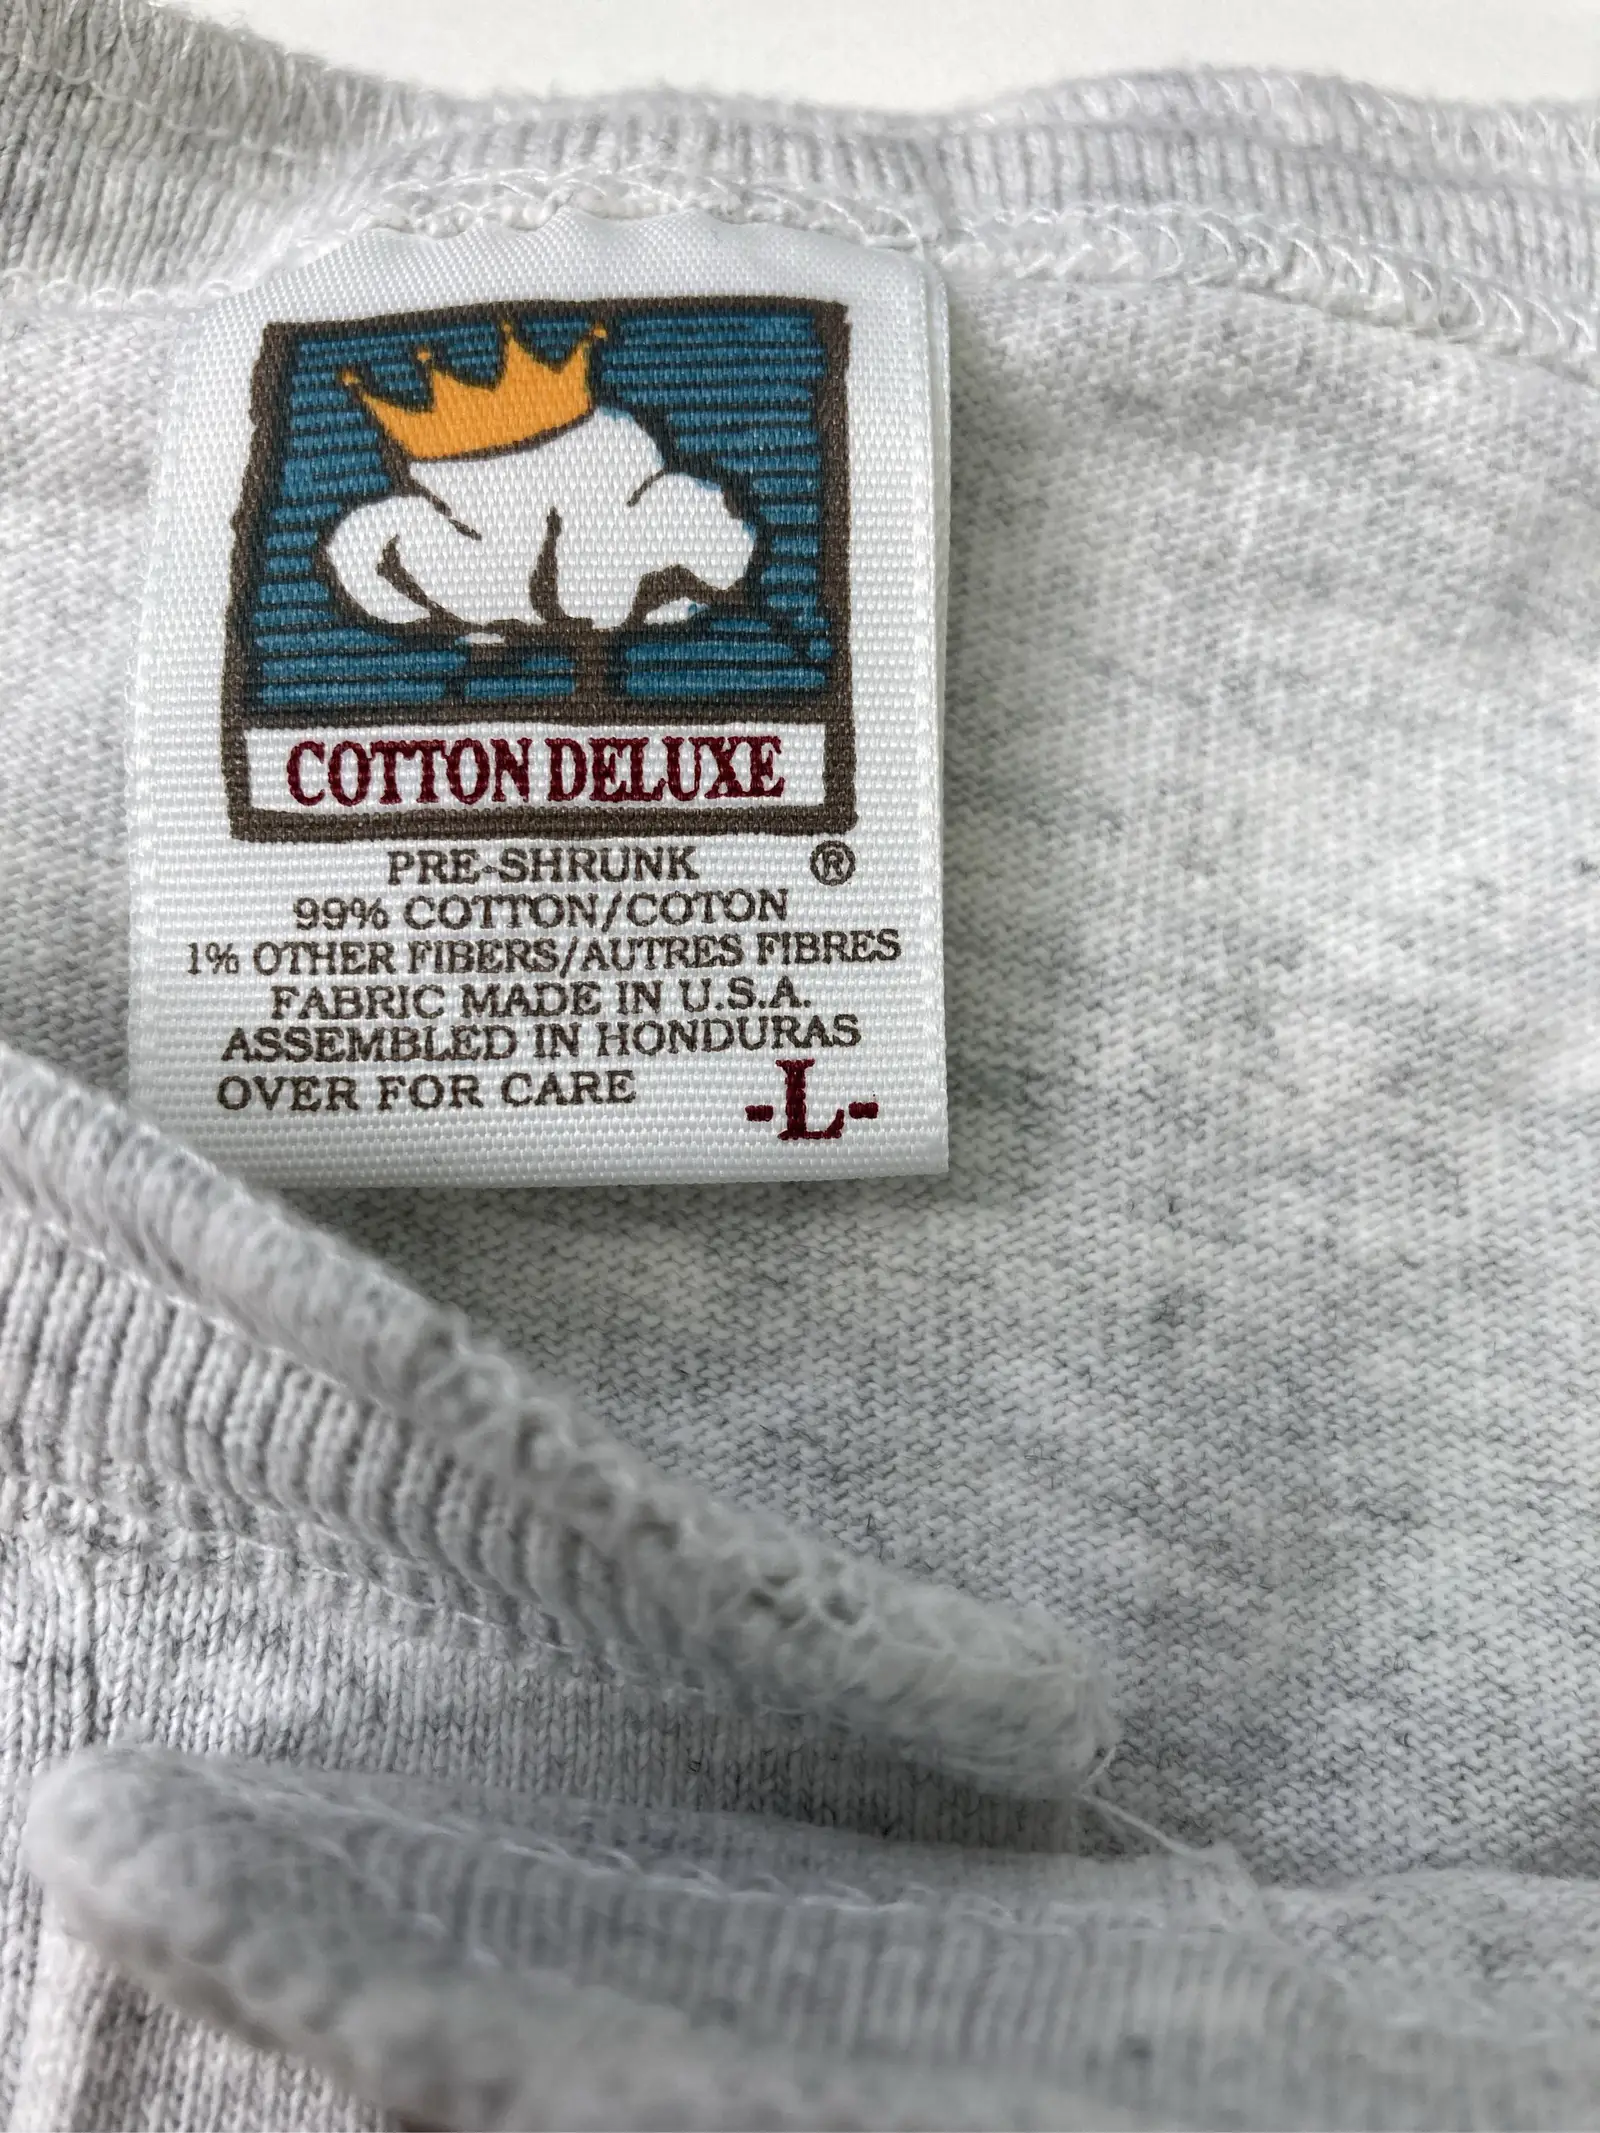 COTTON DELUXE
PRE-SHRUNK ®
99% COTTON/COTON
1% OTHER FIBERS/AUTRES FIBRES
FABRIC MADE IN U.S.A.
ASSEMBLED IN HONDURAS
OVER FOR CARE -L-